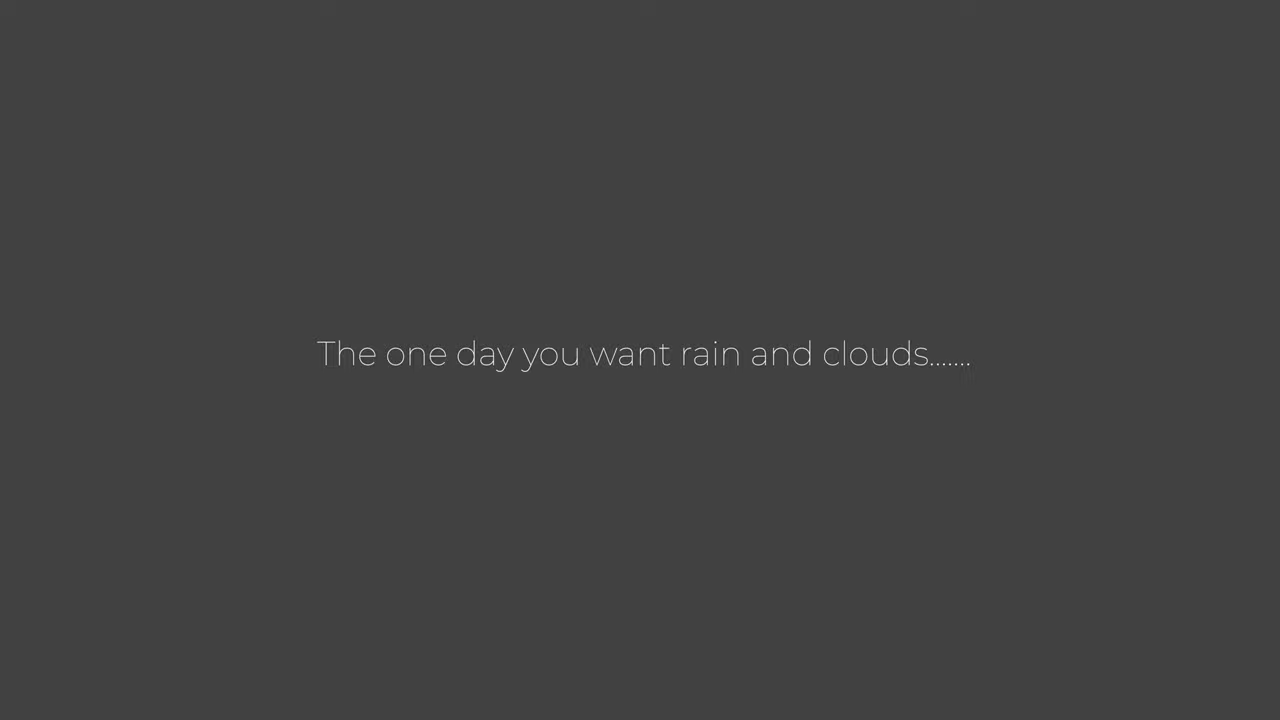 The one day you want rain and clouds.......